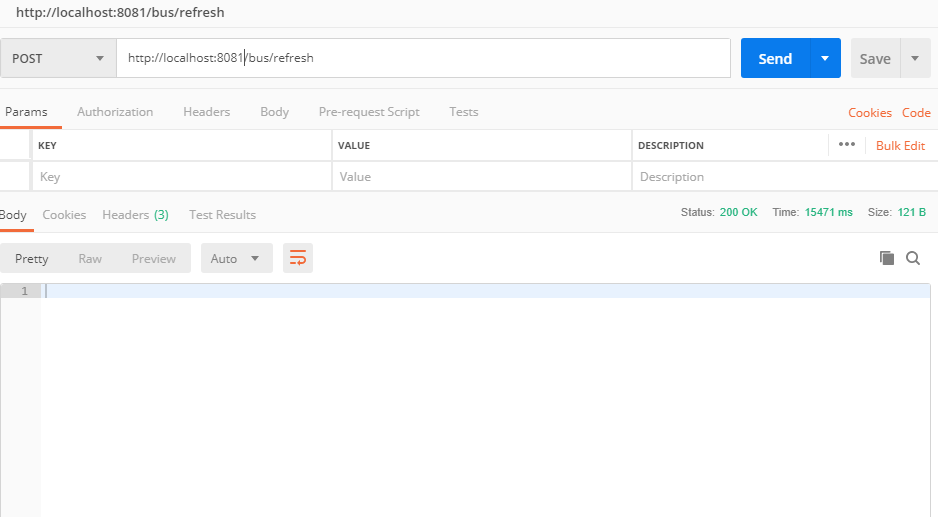 http://localhost:8081/bus/refresh
POST http://localhost:8081/bus/refresh Send Save
Params Authorization Headers Body Pre-request Script Tests Cookies Code
KEY VALUE DESCRIPTION ••• Bulk Edit
Key Value Description
Body Cookies Headers (3) Test Results Status: 200 OK Time: 15471 ms Size: 121 B
Pretty Raw Preview Auto
1